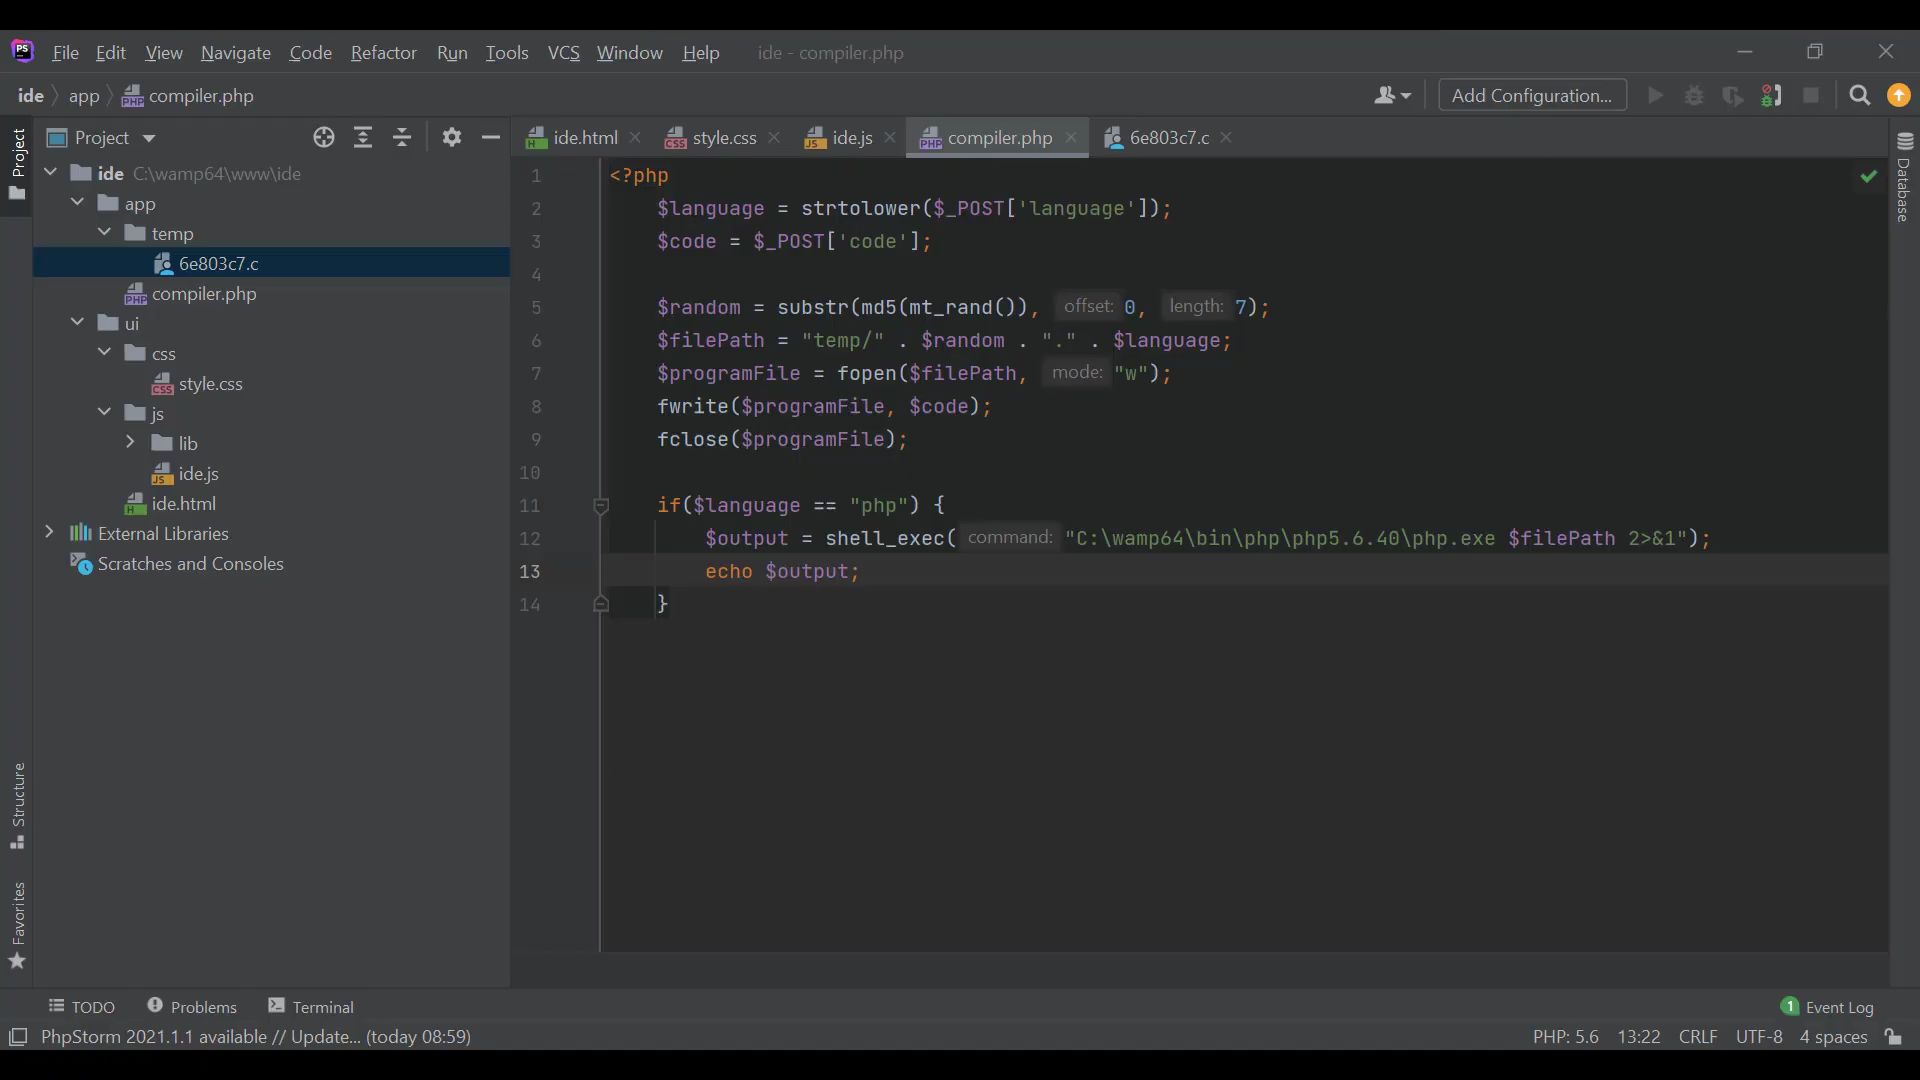 PS File Edit View Navigate Code Refactor Run Tools VCS Window Help ide - compiler.php
ide app compiler.php Add Configuration...
Project
Project
ide C:\wamp64\www\ide
app
temp
6e803c7.c
compiler.php
ui
css
style.css
js
lib
ide.js
ide.html
External Libraries
Scratches and Consoles
Structure
Favorites
ide.html style.css ide.js compiler.php 6e803c7.c
1 <?php
2 $language = strtolower($_POST['language']);
3 $code = $_POST['code'];
4
5 $random = substr(md5(mt_rand()), offset: 0, length: 7);
6 $filePath = "temp/" . $random . "." . $language;
7 $programFile = fopen($filePath, mode: "w");
8 fwrite($programFile, $code);
9 fclose($programFile);
10
11 if($language == "php") {
12 $output = shell_exec( command: "C:\wamp64\bin\php\php5.6.40\php.exe $filePath 2>&1");
13 echo $output;
14 }
Database
TODO Problems Terminal 1 Event Log
PhpStorm 2021.1.1 available // Update... (today 08:59) PHP: 5.6 13:22 CRLF UTF-8 4 spaces